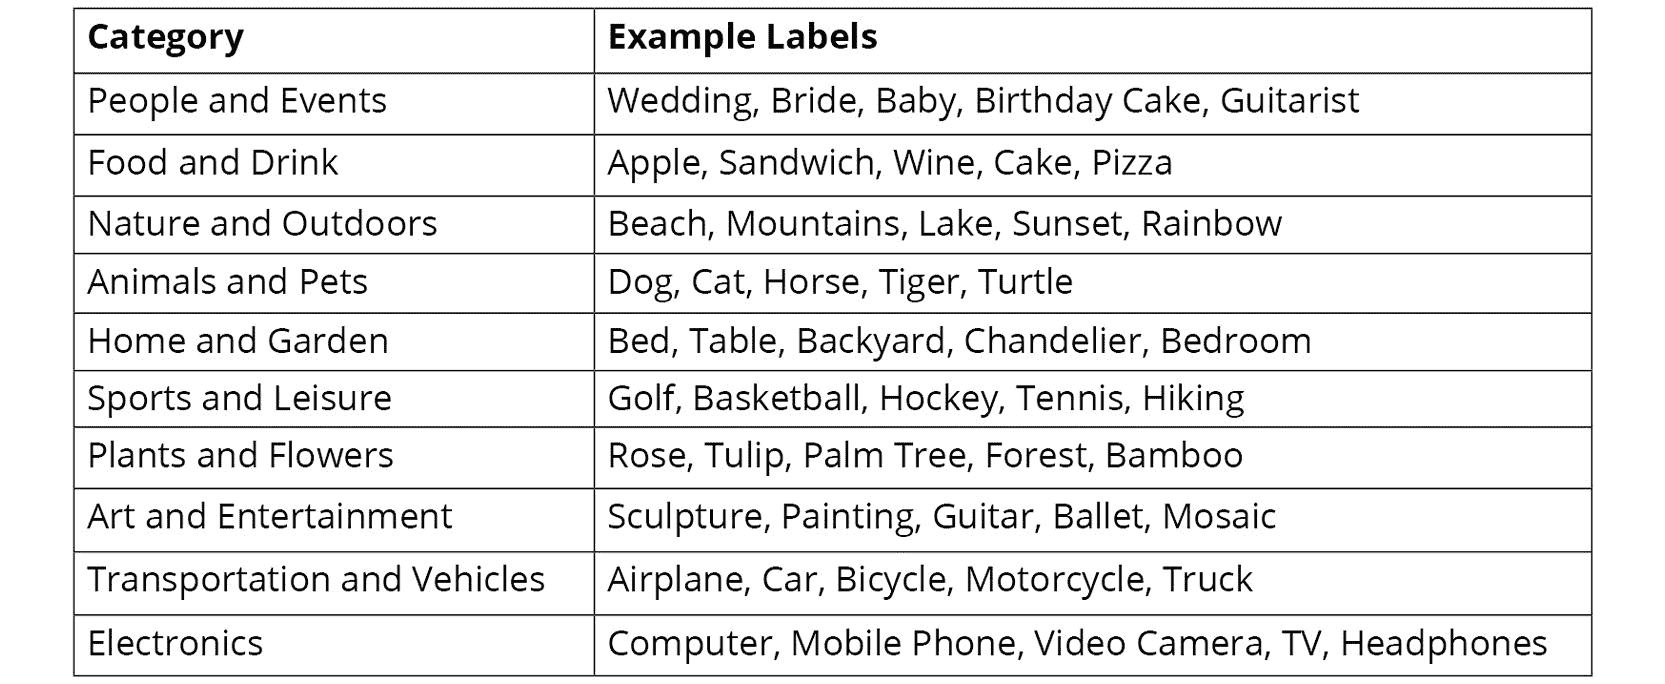 Category Example Labels
People and Events Wedding, Bride, Baby, Birthday Cake, Guitarist
Food and Drink Apple, Sandwich, Wine, Cake, Pizza
Nature and Outdoors Beach, Mountains, Lake, Sunset, Rainbow
Animals and Pets Dog, Cat, Horse, Tiger, Turtle
Home and Garden Bed, Table, Backyard, Chandelier, Bedroom
Sports and Leisure Golf, Basketball, Hockey, Tennis, Hiking
Plants and Flowers Rose, Tulip, Palm Tree, Forest, Bamboo
Art and Entertainment Sculpture, Painting, Guitar, Ballet, Mosaic
Transportation and Vehicles Airplane, Car, Bicycle, Motorcycle, Truck
Electronics Computer, Mobile Phone, Video Camera, TV, Headphones